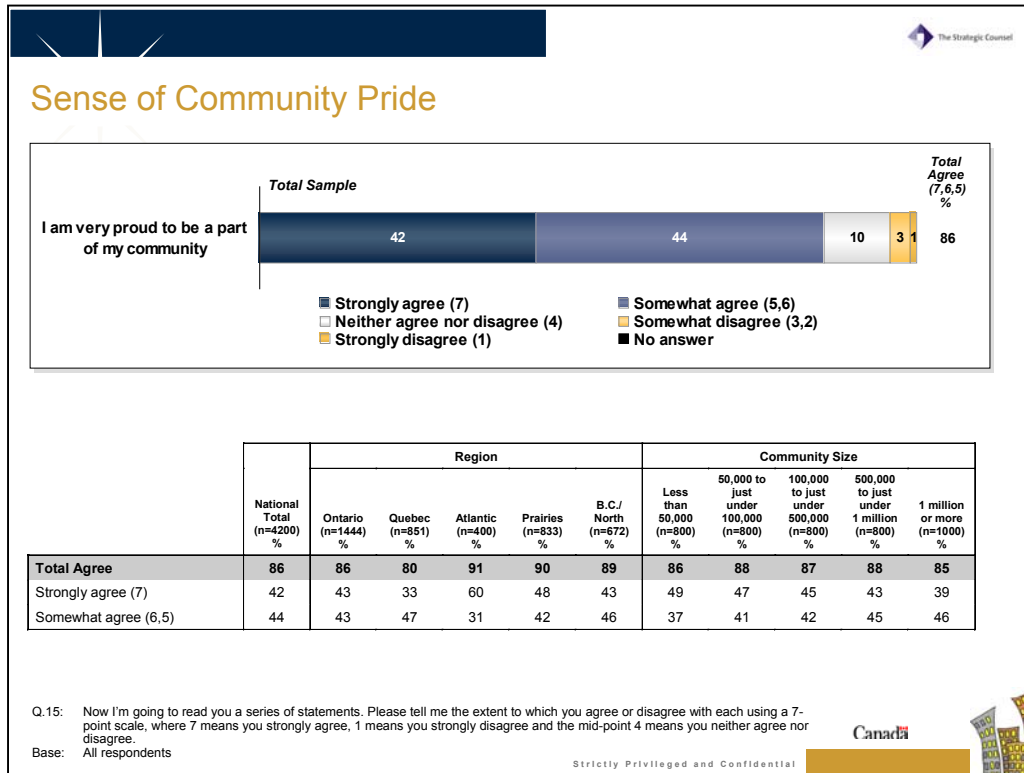 The Strategic Counsel
Sense of Community Pride
Total Sample
Total
Agree
(7,6,5)
%
I am very proud to be a part
of my community
42 44 10 3 1 86
Strongly agree (7) Somewhat agree (5,6)
Neither agree nor disagree (4) Somewhat disagree (3,2)
Strongly disagree (1) No answer
Region Community Size
National
Total
(n=4200)
%
Ontario
(n=1444)
%
Quebec
(n=851)
%
Atlantic
(n=400)
%
Prairies
(n=833)
%
B.C./
North
(n=672)
%
Less
than
50,000
(n=800)
%
50,000 to
just
under
100,000
(n=800)
%
100,000
to just
under
500,000
(n=800)
%
500,000
to just
under
1 million
(n=800)
%
1 million
or more
(n=1000)
%
Total Agree 86 86 80 91 90 89 86 88 87 88 85
Strongly agree (7) 42 43 33 60 48 43 49 47 45 43 39
Somewhat agree (6,5) 44 43 47 31 42 46 37 41 42 45 46
Q.15: Now I'm going to read you a series of statements. Please tell me the extent to which you agree or disagree with each using a 7-
point scale, where 7 means you strongly agree, 1 means you strongly disagree and the mid-point 4 means you neither agree nor
disagree.
Base: All respondents
Canada
Strictly Privileged and Confidential